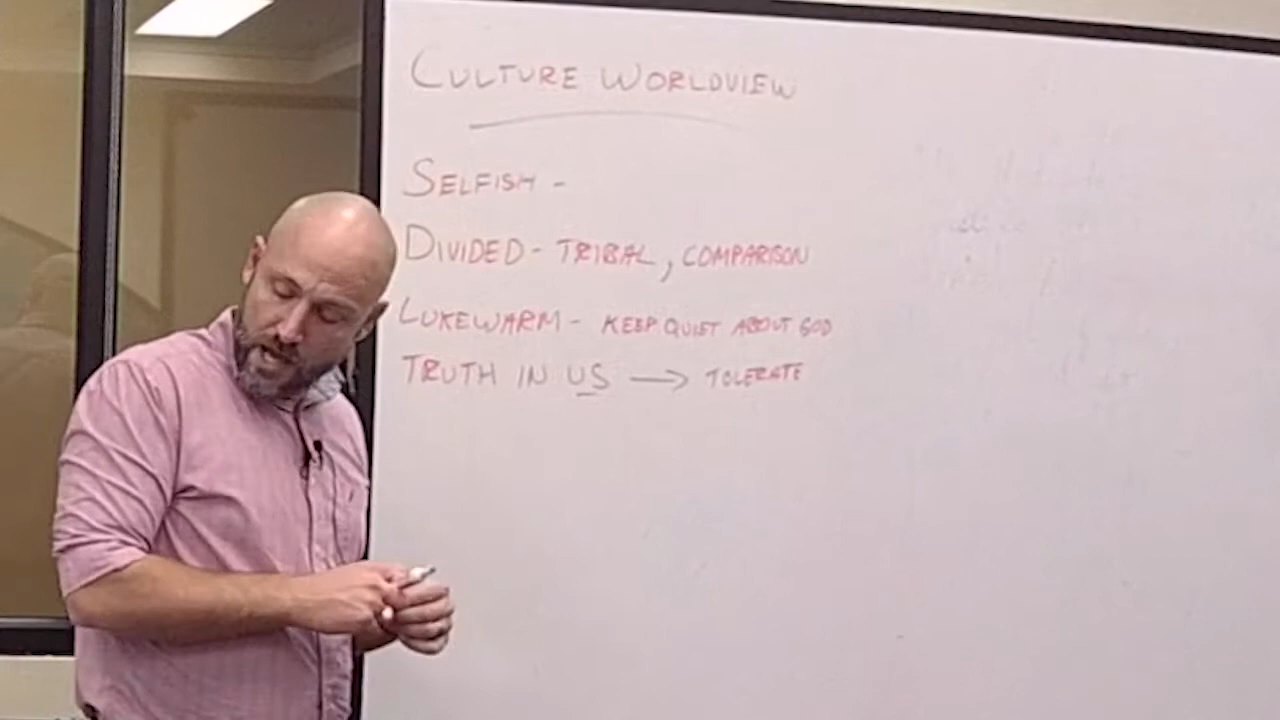 CULTURE WORLDVIEW
SELFISH -
DIVIDED - TRIBAL, COMPARISON
LUKEWARM - KEEP QUIET ABOUT GOD
TRUTH IN US → TOLERATE